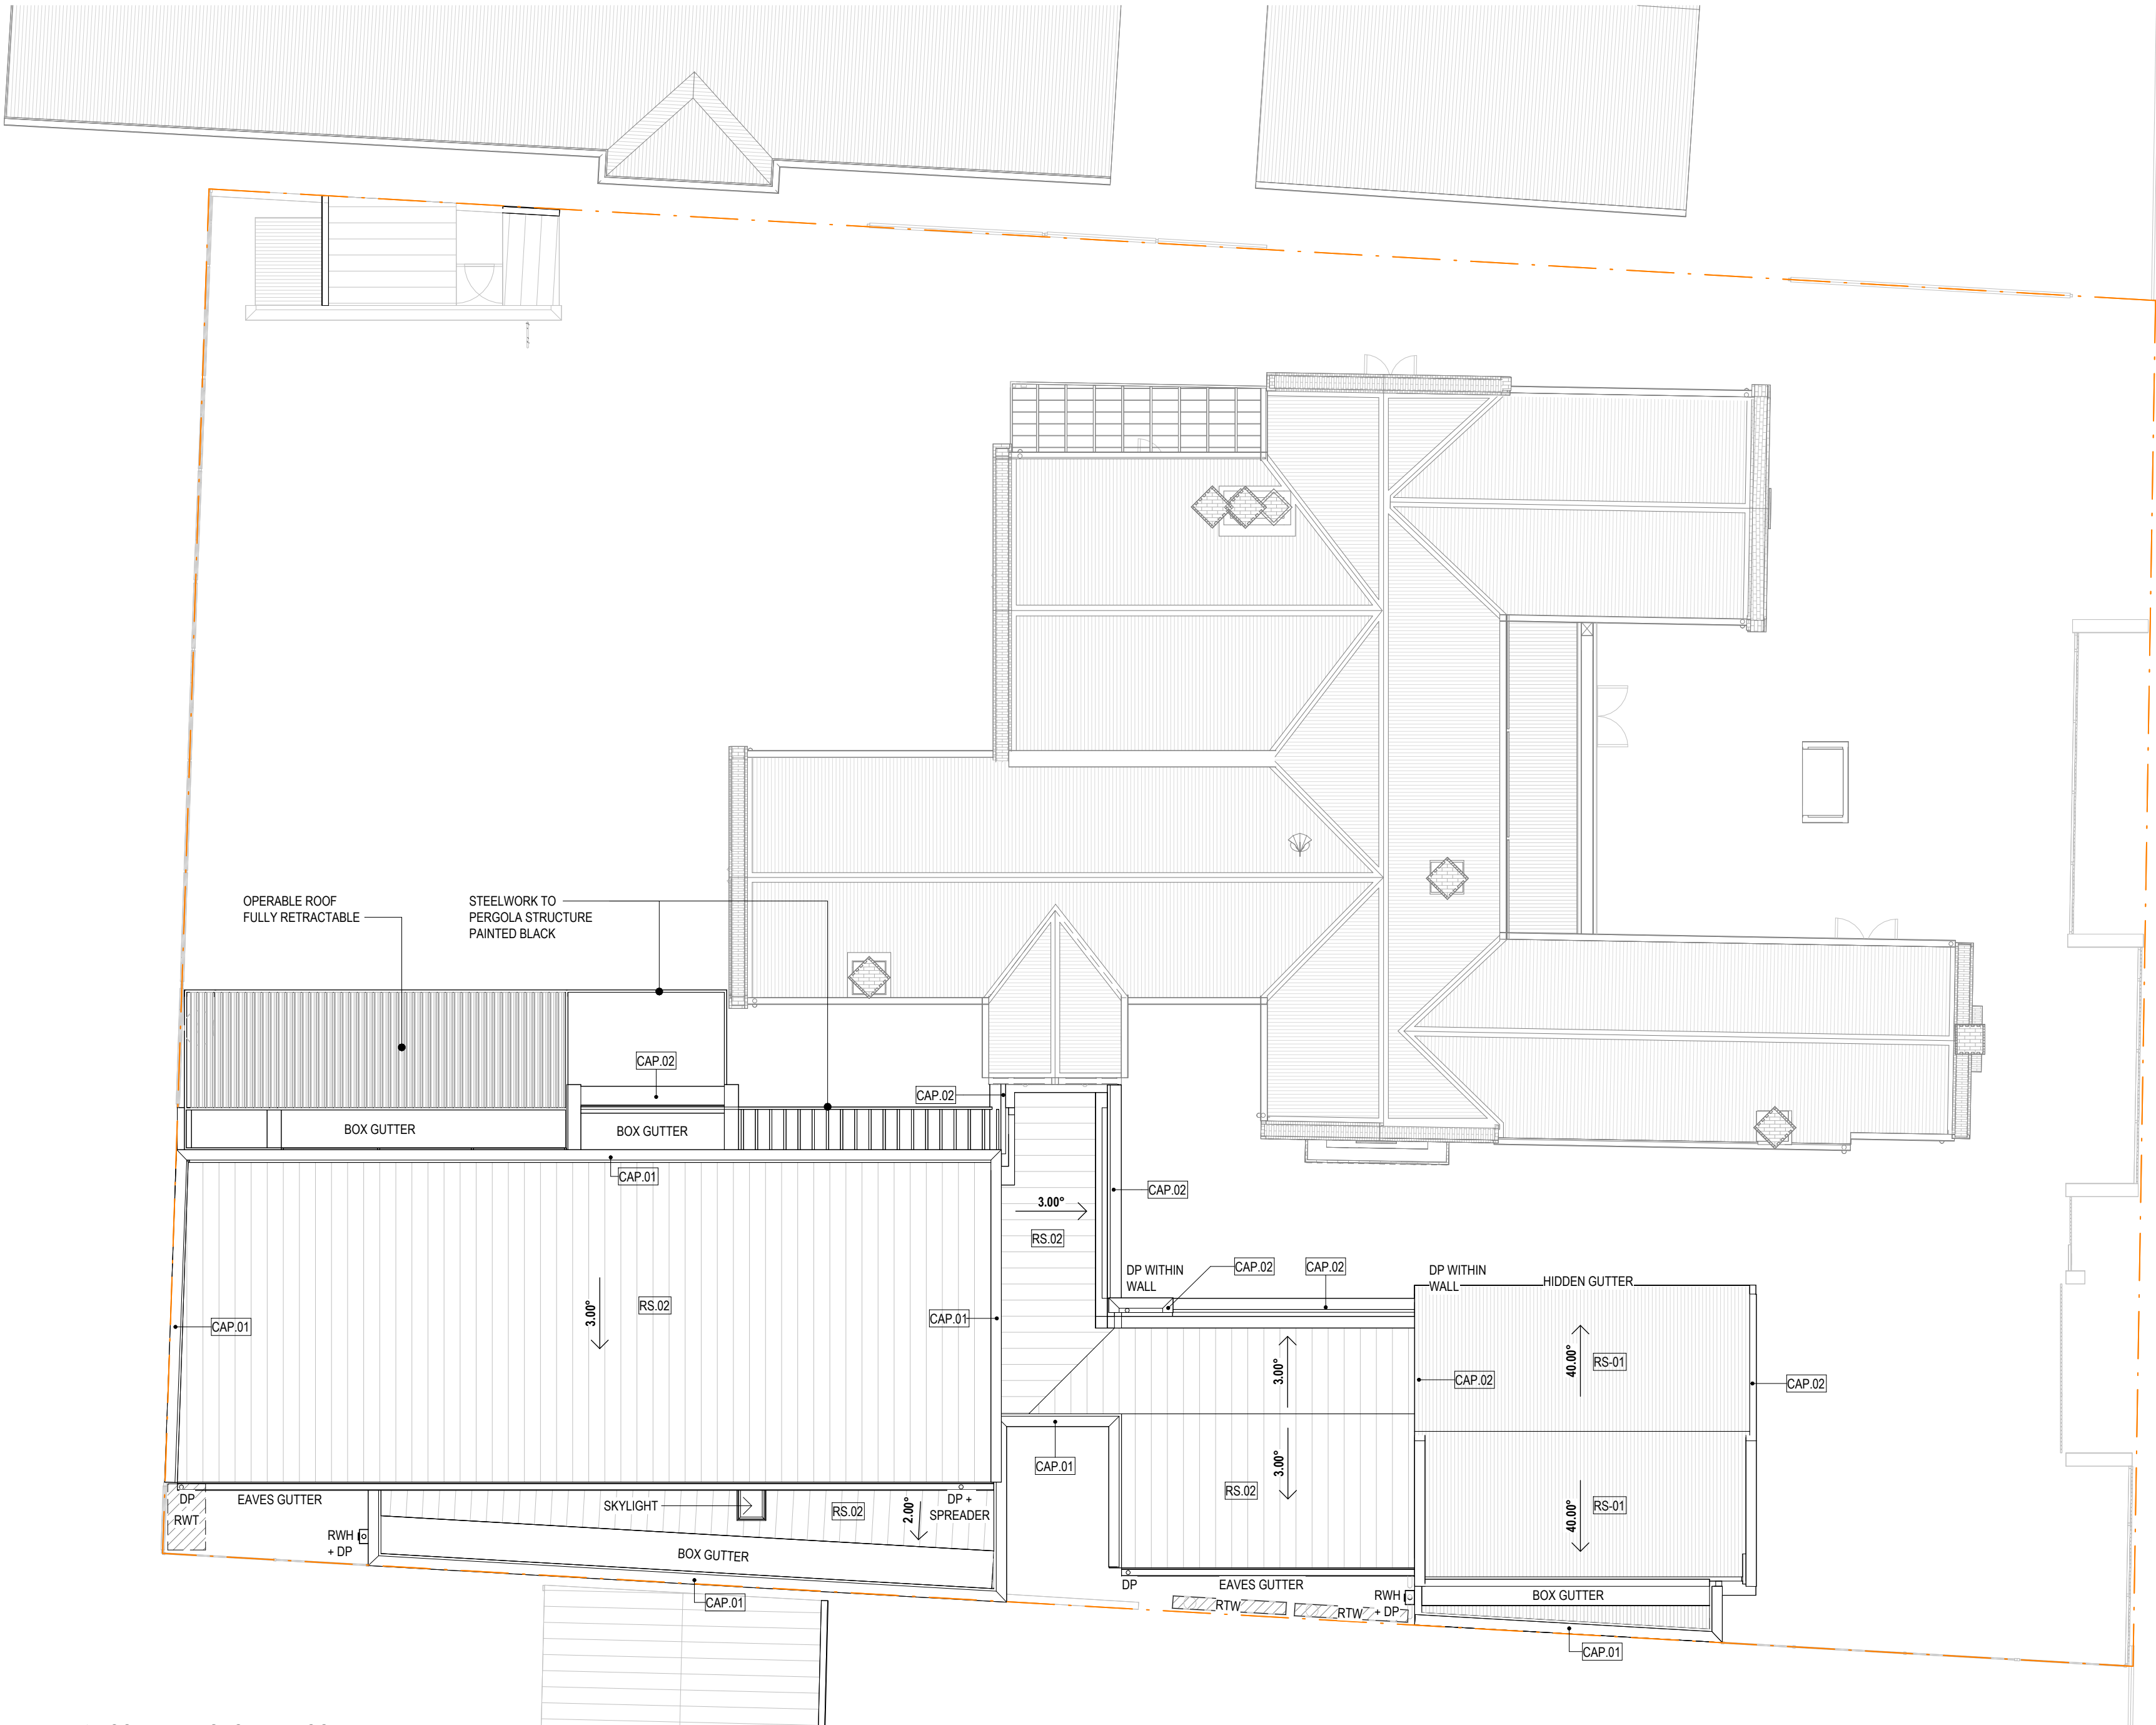 OPERABLE ROOF
FULLY RETRACTABLE
STEELWORK TO
PERGOLA STRUCTURE
PAINTED BLACK
CAP.02
CAP.02
BOX GUTTER
BOX GUTTER
CAP.01
CAP.02
3.00°
RS.02
DP WITHIN
WALL
CAP.02
CAP.02
DP WITHIN
WALL
HIDDEN GUTTER
3.00°
RS.02
CAP.01
CAP.01
3.00°
40.00°
RS-01
CAP.02
CAP.02
CAP.01
3.00°
RS.02
40.00°
RS-01
DP
RWT
EAVES GUTTER
SKYLIGHT
RS.02
2.00°
DP +
SPREADER
RWH
+ DP
BOX GUTTER
CAP.01
DP
EAVES GUTTER
RTW
RTW
RWH
+ DP
BOX GUTTER
CAP.01